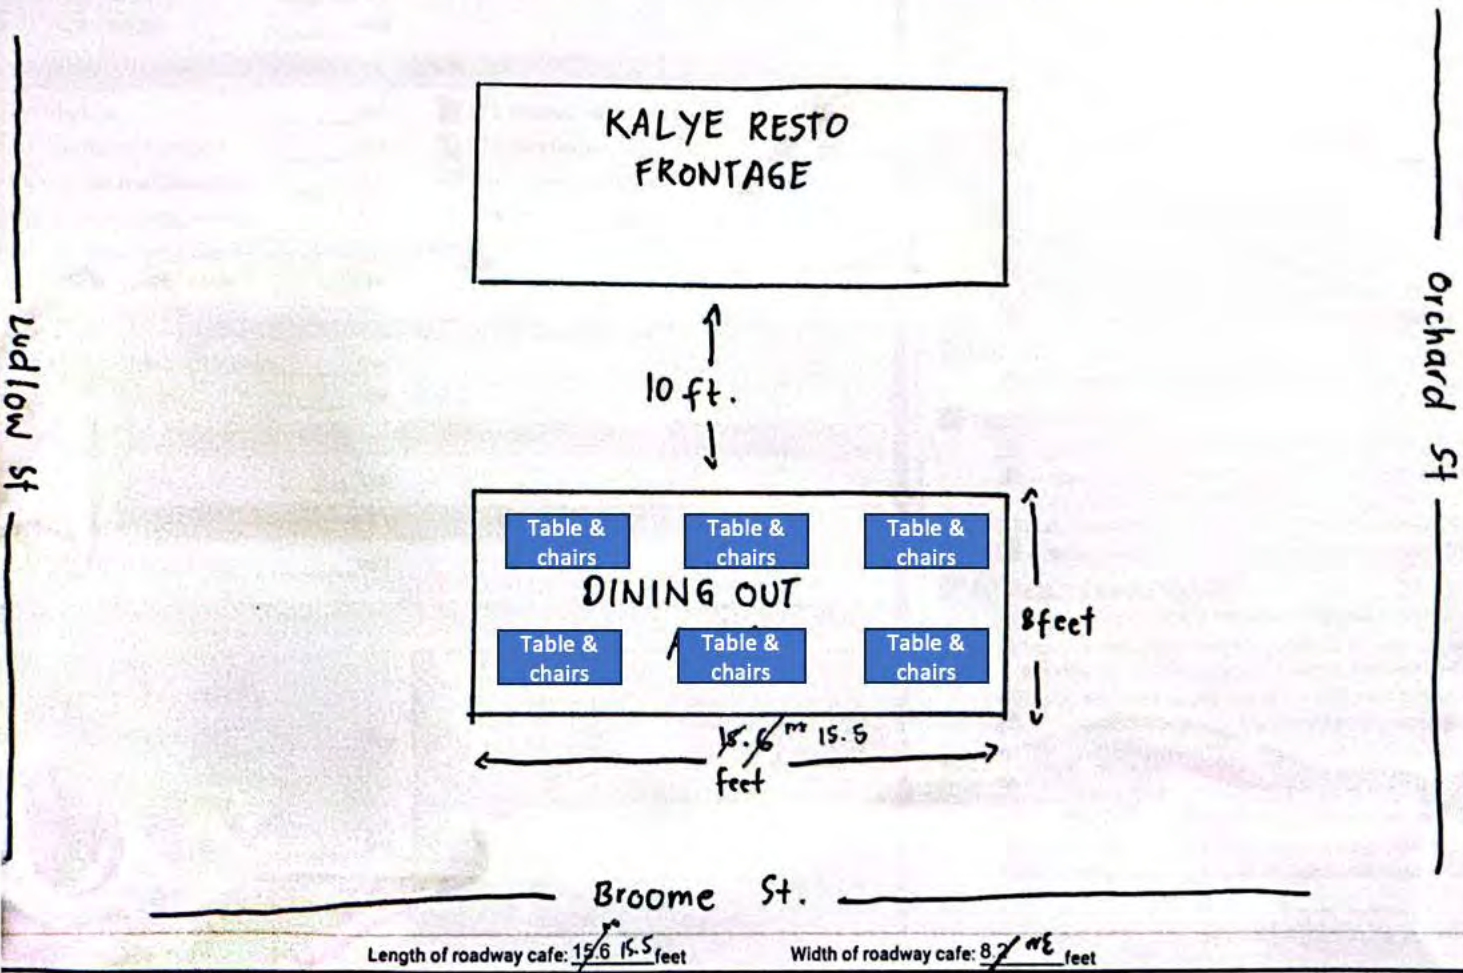 KALYE RESTO
FRONTAGE
Ludlow St
Orchard St
10 ft.
Table &
chairs
Table &
chairs
Table &
chairs
DINING OUT
8 feet
Table &
chairs
Table &
chairs
Table &
chairs
15.6 m 15.5
feet
Broome St.
Length of roadway cafe: 15.6 15.5 feet Width of roadway cafe: 8.2 feet